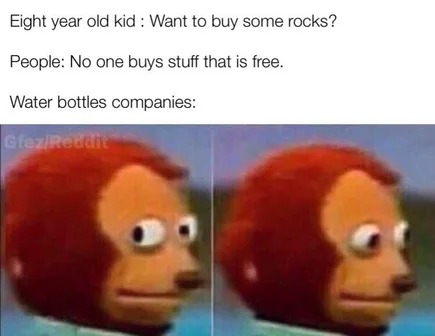 Eight year old kid : Want to buy some rocks?
People: No one buys stuff that is free.
Water bottles companies:
Gfez/Reddit